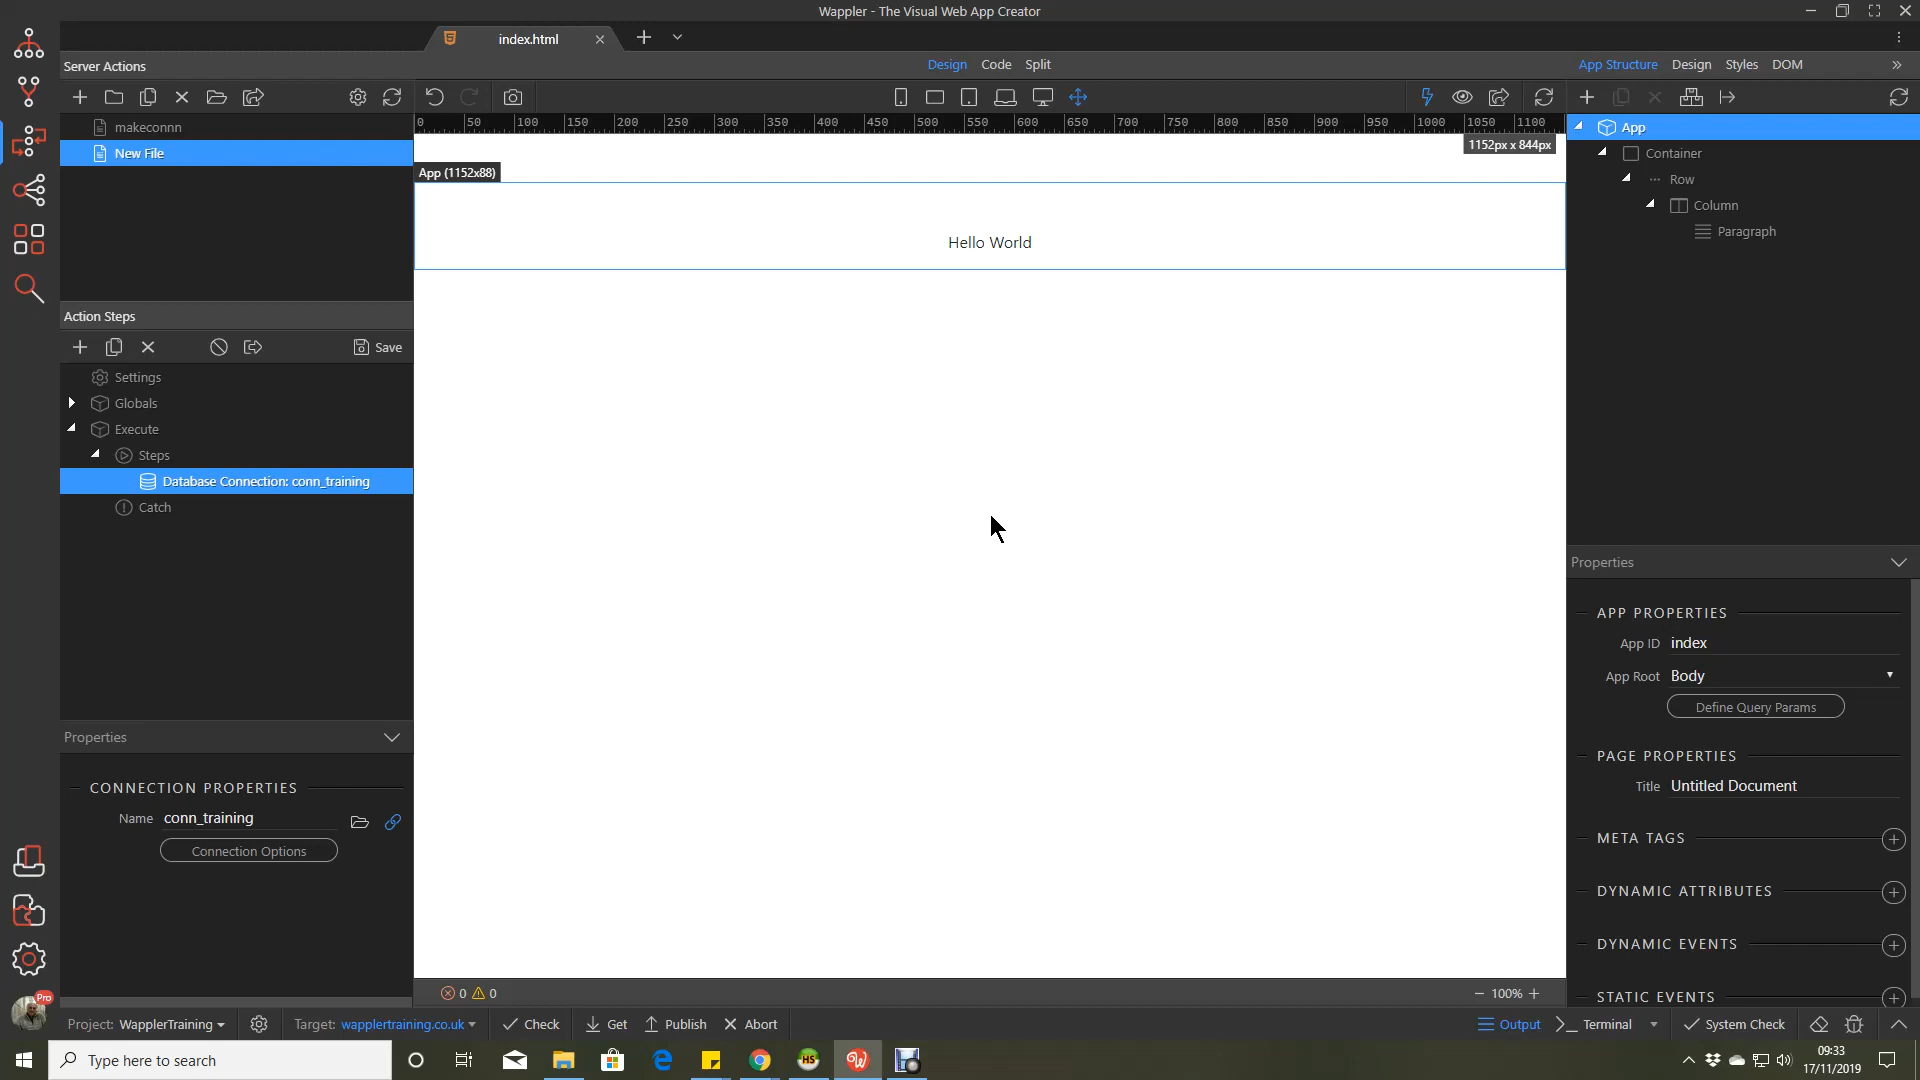 Wappler - The Visual Web App Creator
index.html
Server Actions
Design Code Split
App Structure Design Styles DOM
makeconnn
New File
0 50 100 150 200 250 300 350 400 450 500 550 600 650 700 750 800 850 900 950 1000 1050 1100
1152px x 844px
App (1152x88)
Hello World
App
Container
Row
Column
Paragraph
Action Steps
Save
Settings
Globals
Execute
Steps
Database Connection: conn_training
Catch
Properties
CONNECTION PROPERTIES
Name conn_training
Connection Options
Properties
APP PROPERTIES
App ID index
App Root Body
Define Query Params
PAGE PROPERTIES
Title Untitled Document
META TAGS
DYNAMIC ATTRIBUTES
DYNAMIC EVENTS
STATIC EVENTS
0 0
100%
Pro
Project: WapplerTraining
Target: wapplertraining.co.uk
Check Get Publish Abort
Output Terminal System Check
Type here to search
HS
09:33
17/11/2019